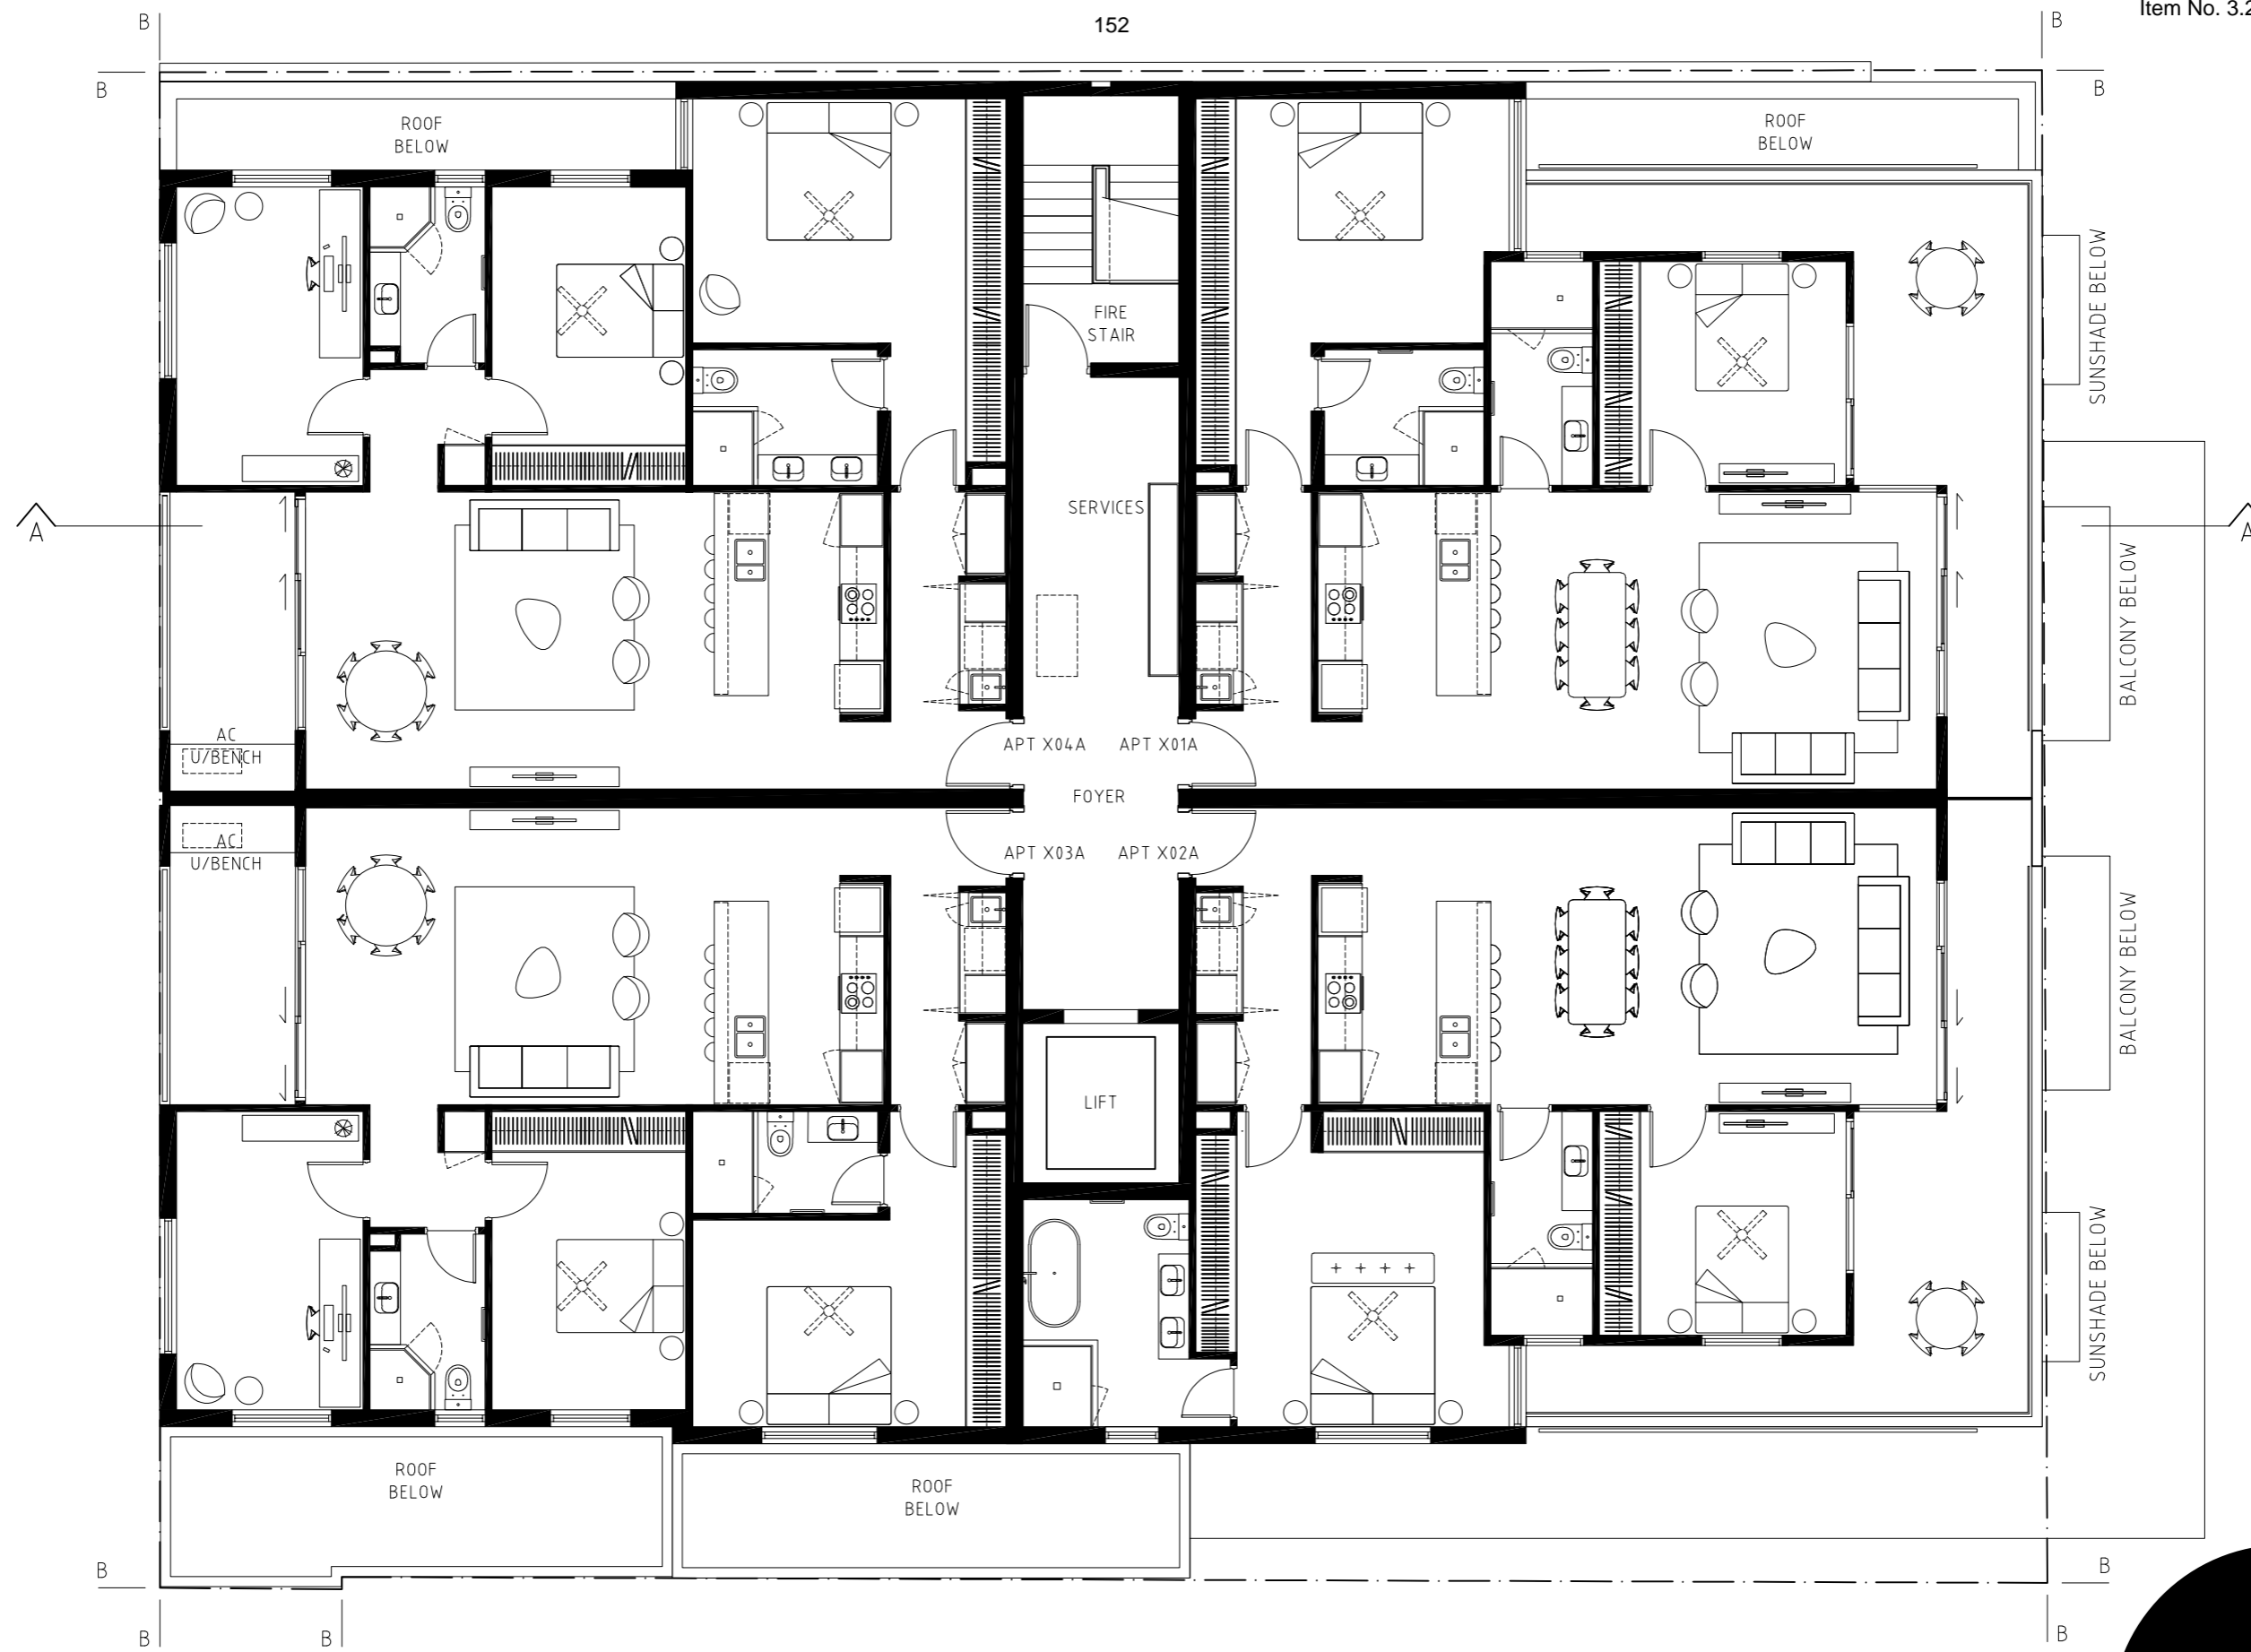 152
Item No. 3.2
B
B
B
B
ROOF
BELOW
ROOF
BELOW
SUNSHADE BELOW
FIRE
STAIR
SERVICES
A
A
BALCONY BELOW
AC
U/BENCH
APT X04A
APT X01A
FOYER
AC
U/BENCH
APT X03A
APT X02A
BALCONY BELOW
LIFT
SUNSHADE BELOW
ROOF
BELOW
ROOF
BELOW
B
B
B
B
B